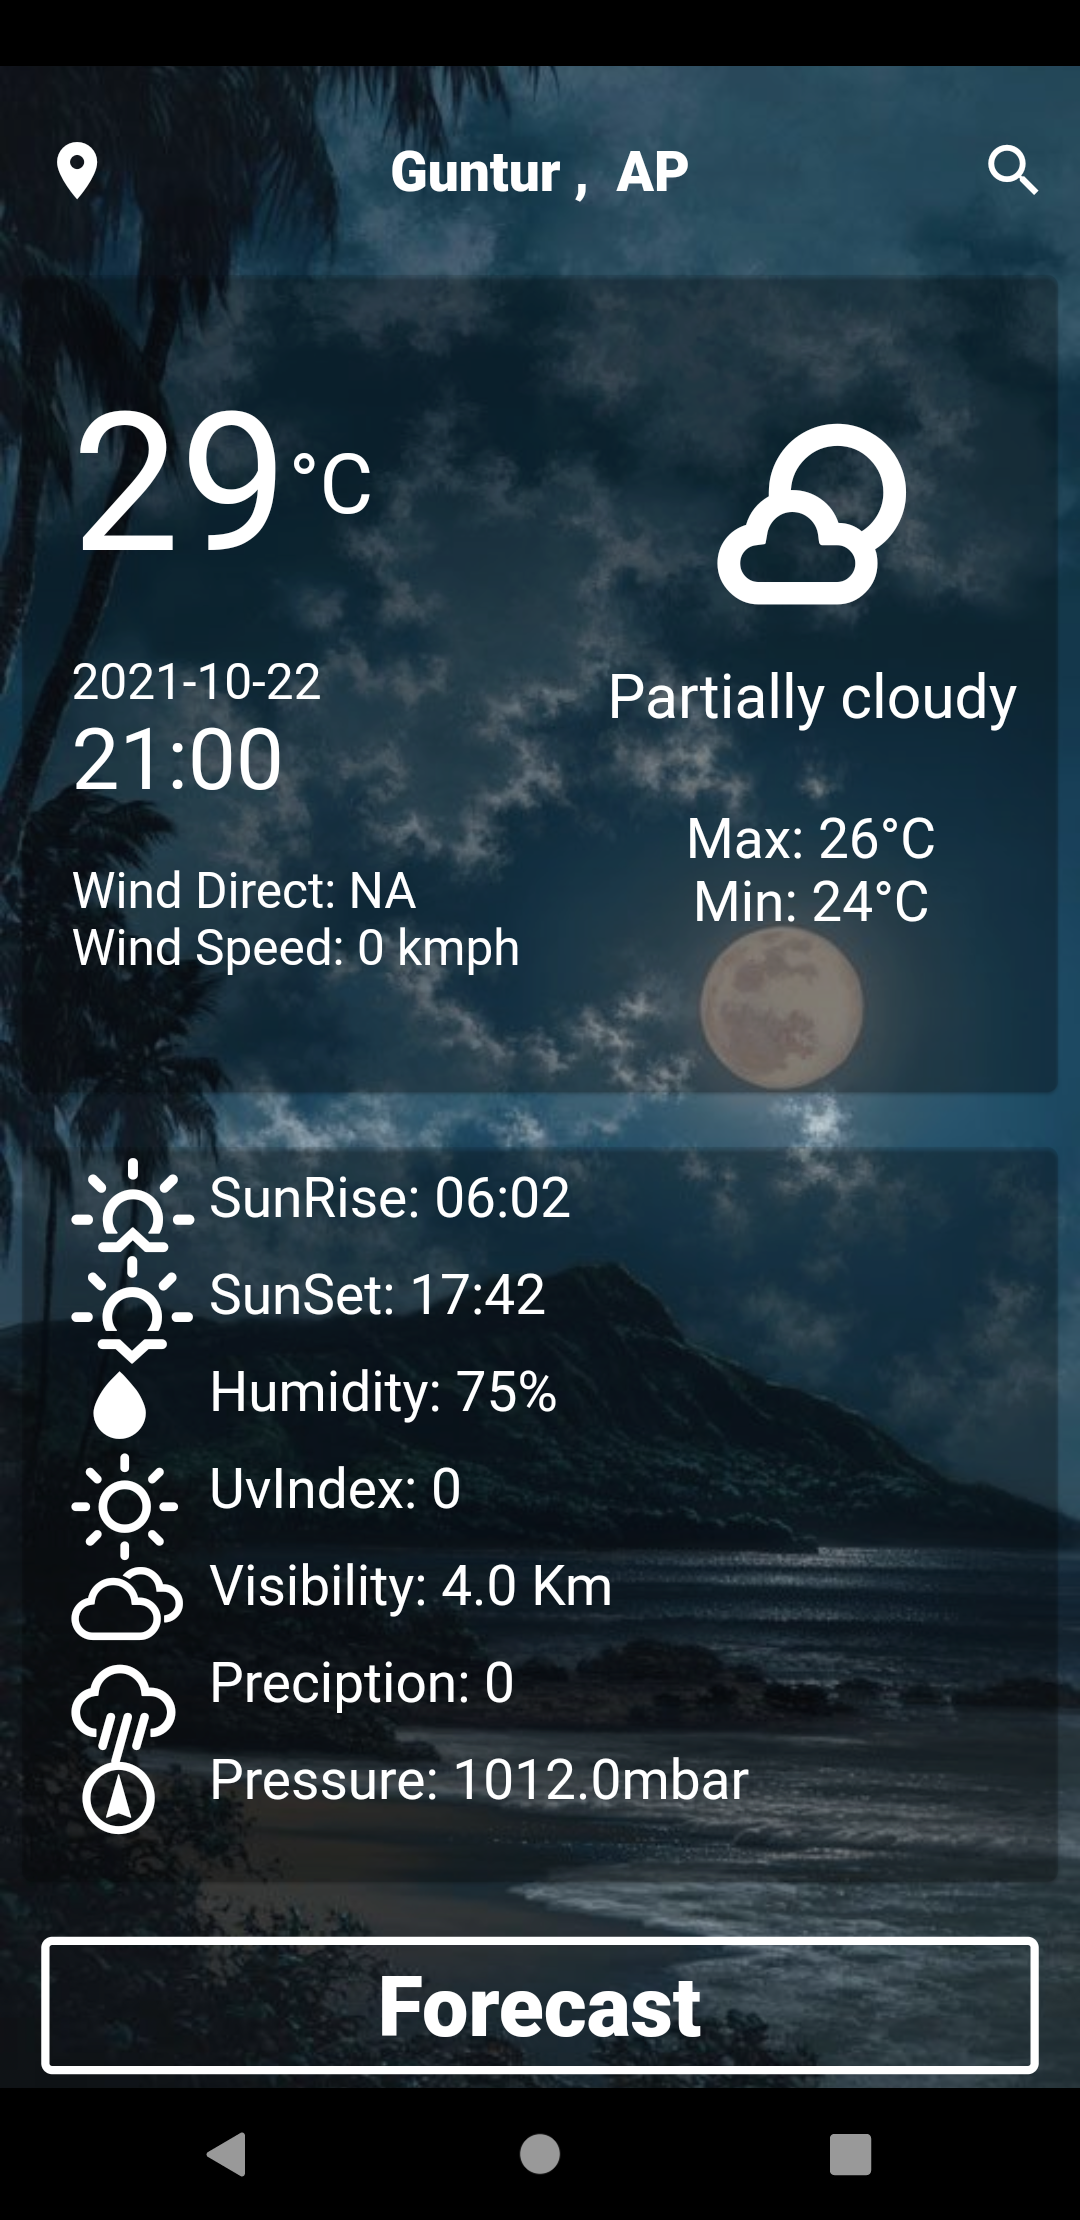 Guntur ,  AP
29 °C
2021-10-22
21:00
Wind Direct: NA
Wind Speed: 0 kmph
Partially cloudy
Max: 26°C
Min: 24°C
SunRise: 06:02
SunSet: 17:42
Humidity: 75%
UvIndex: 0
Visibility: 4.0 Km
Preciption: 0
Pressure: 1012.0mbar
Forecast